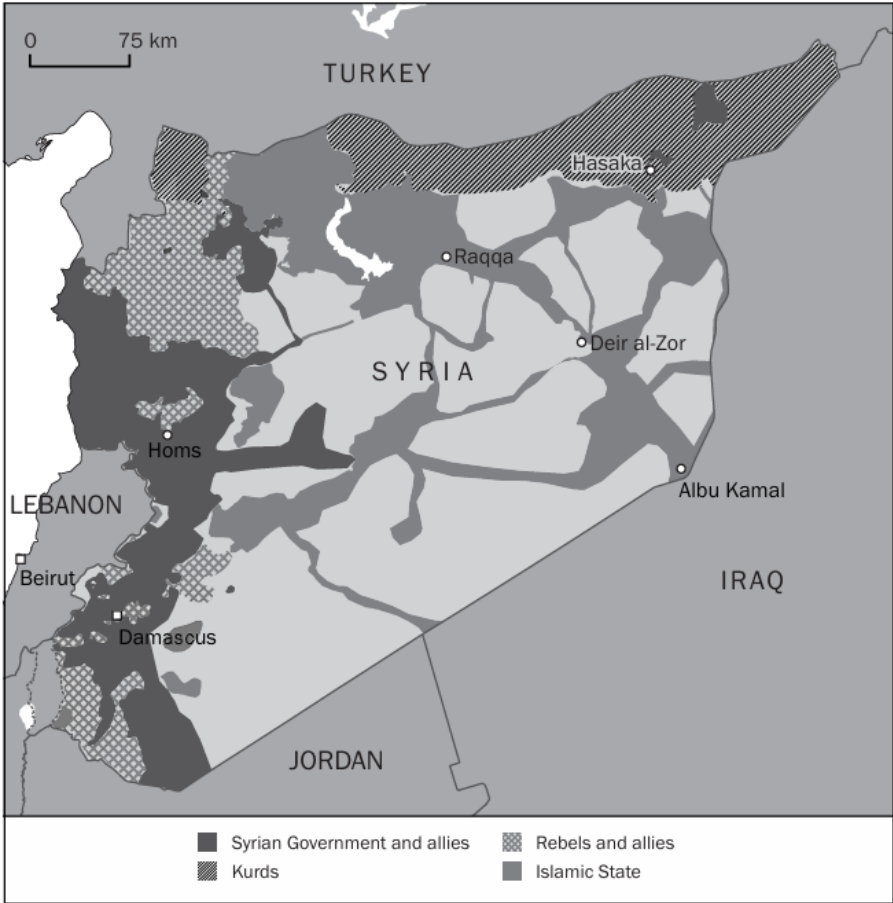 0 75 km
TURKEY
Hasaka
Raqqa
Deir al-Zor
SYRIA
Homs
Albu Kamal
LEBANON
Beirut
IRAQ
Damascus
JORDAN
Syrian Government and allies
Rebels and allies
Kurds
Islamic State